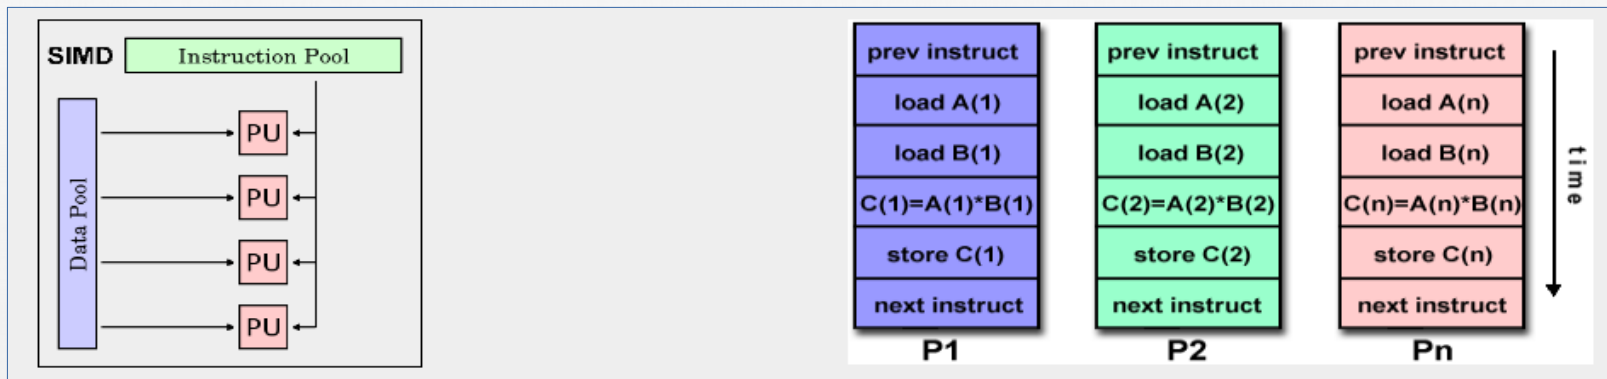 SIMD
Instruction Pool
Data Pool
PU
PU
PU
PU
prev instruct
load A(1)
load B(1)
C(1)=A(1)*B(1)
store C(1)
next instruct
P1
prev instruct
load A(2)
load B(2)
C(2)=A(2)*B(2)
store C(2)
next instruct
P2
prev instruct
load A(n)
load B(n)
C(n)=A(n)*B(n)
store C(n)
next instruct
Pn
time